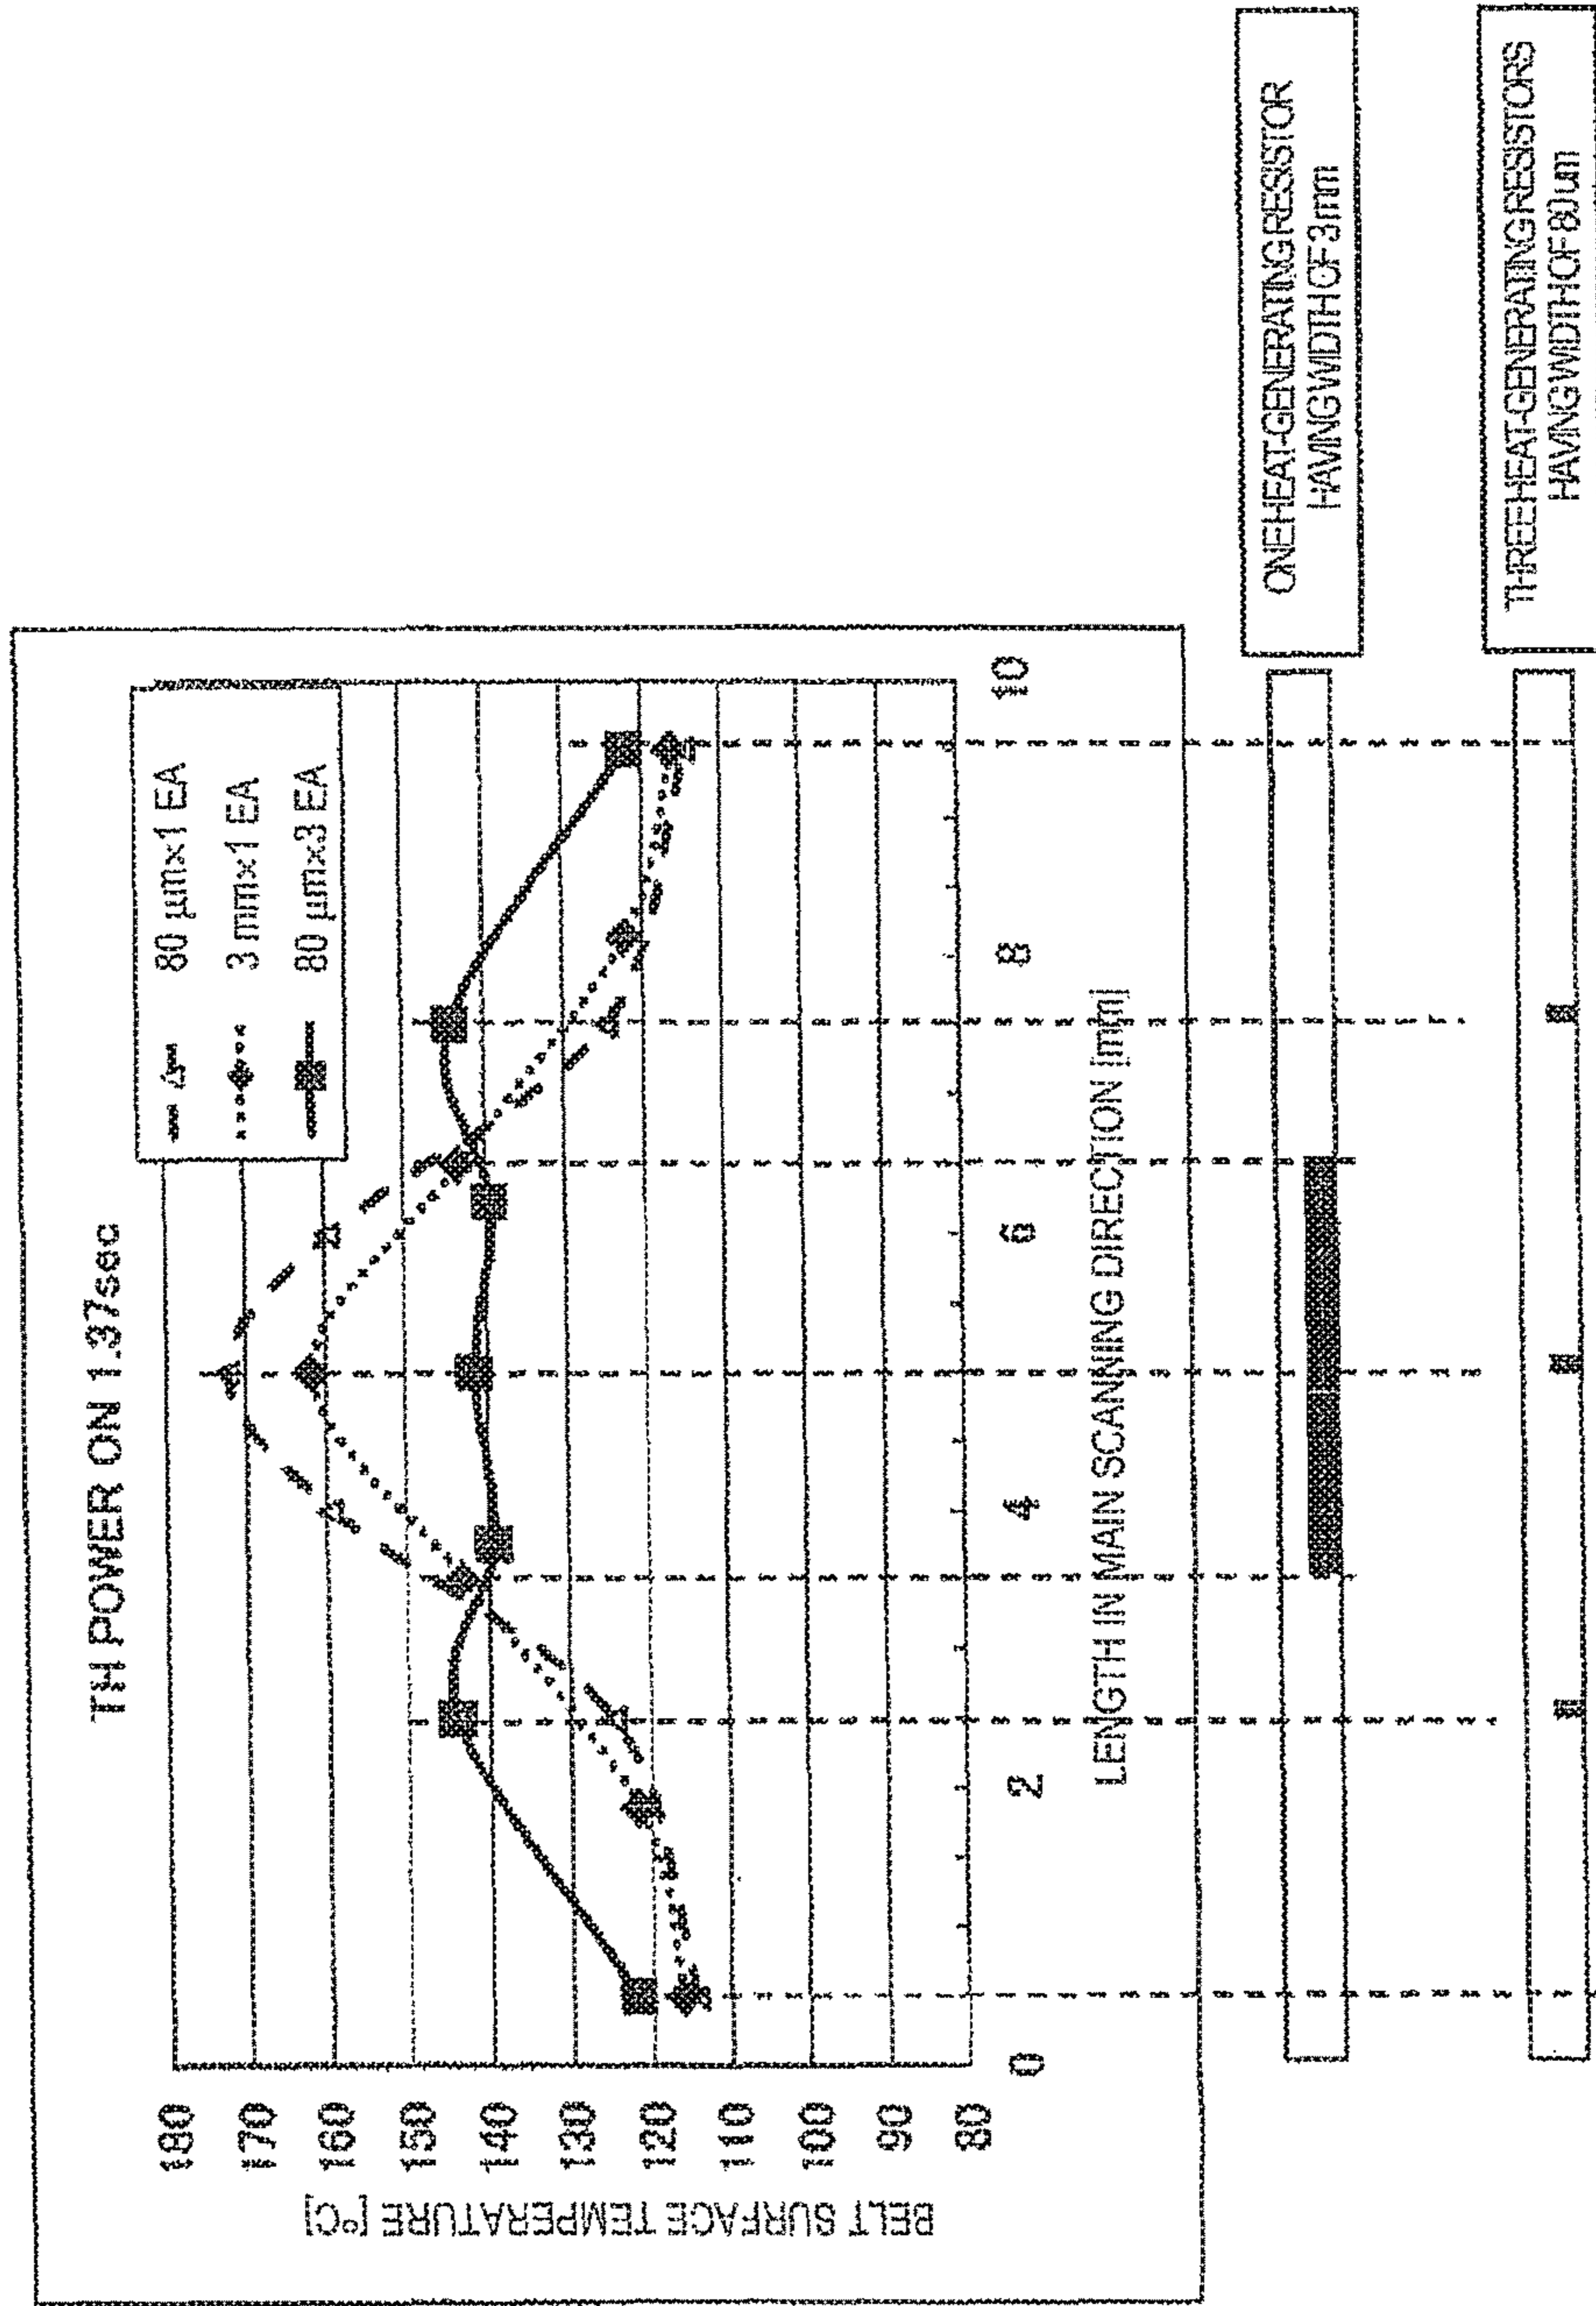 TH POWER ON 1.37sec
80 μm×1 EA
3 mm×1 EA
80 μm×3 EA
BELT SURFACE TEMPERATURE [°C]
180
170
160
150
140
130
120
110
100
90
80
0
2
4
6
8
10
LENGTH IN MAIN SCANNING DIRECTION [mm]
ONE HEAT-GENERATING RESISTOR
HAVING WIDTH OF 3mm
THREE HEAT-GENERATING RESISTORS
HAVING WIDTH OF 80 um